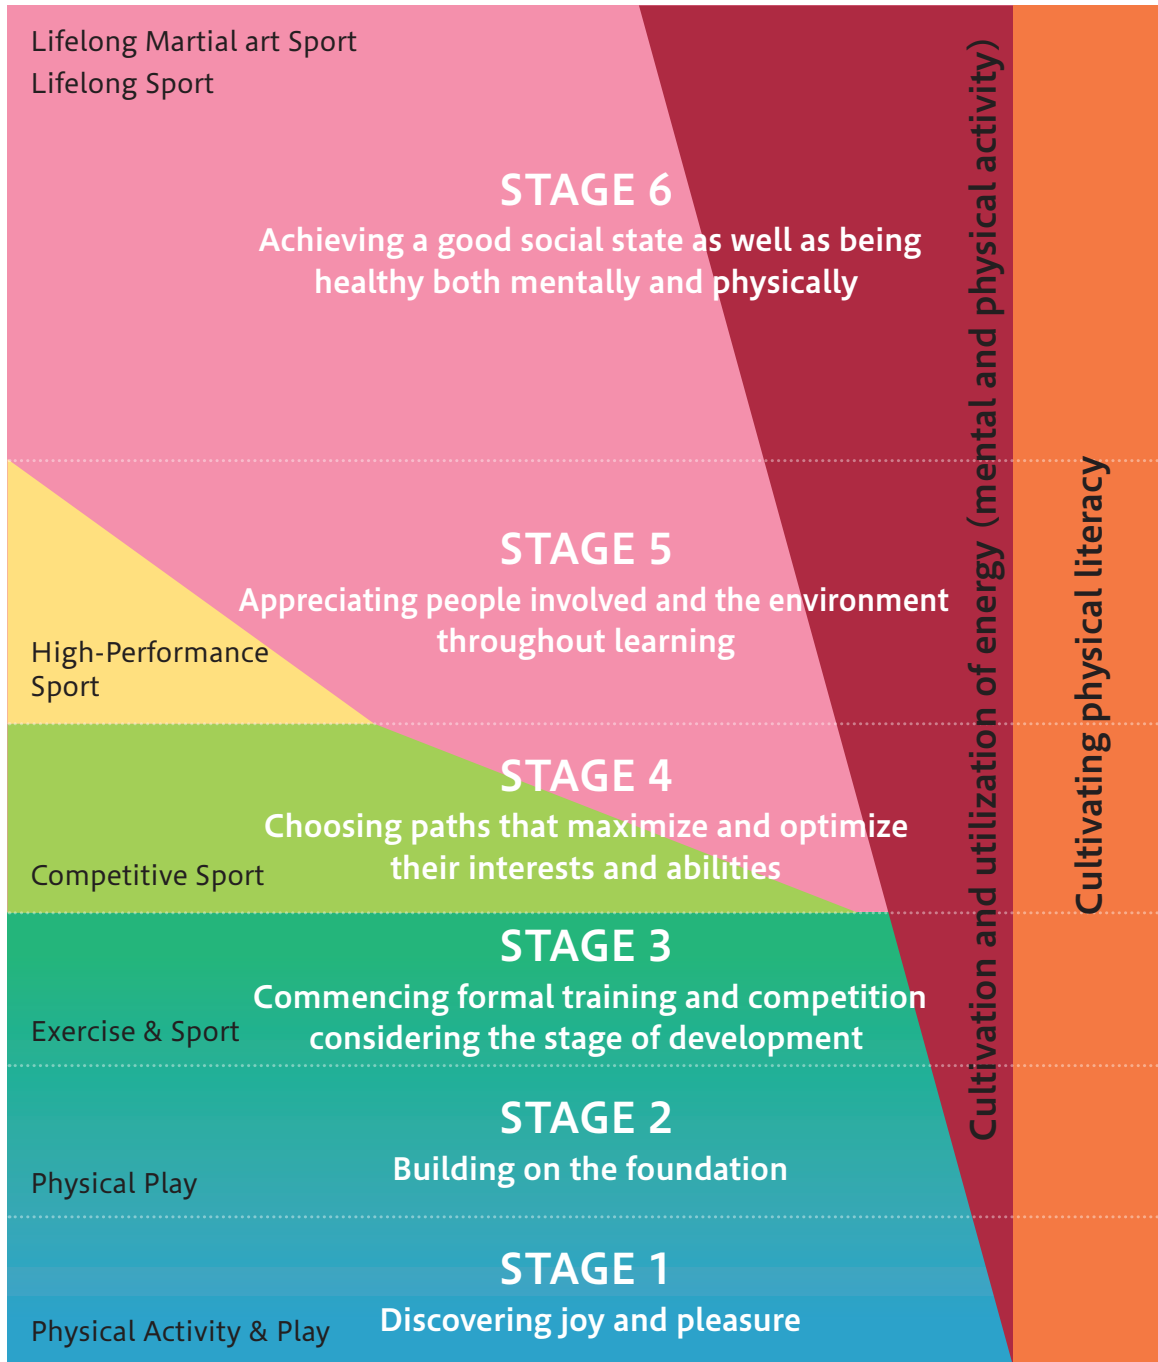 Lifelong Martial art Sport
Lifelong Sport
STAGE 6
Achieving a good social state as well as being
healthy both mentally and physically
STAGE 5
Appreciating people involved and the environment
throughout learning
High-Performance
Sport
STAGE 4
Choosing paths that maximize and optimize
their interests and abilities
Competitive Sport
STAGE 3
Commencing formal training and competition
considering the stage of development
Exercise & Sport
STAGE 2
Building on the foundation
Physical Play
STAGE 1
Discovering joy and pleasure
Physical Activity & Play
Cultivation and utilization of energy (mental and physical activity)
Cultivating physical literacy